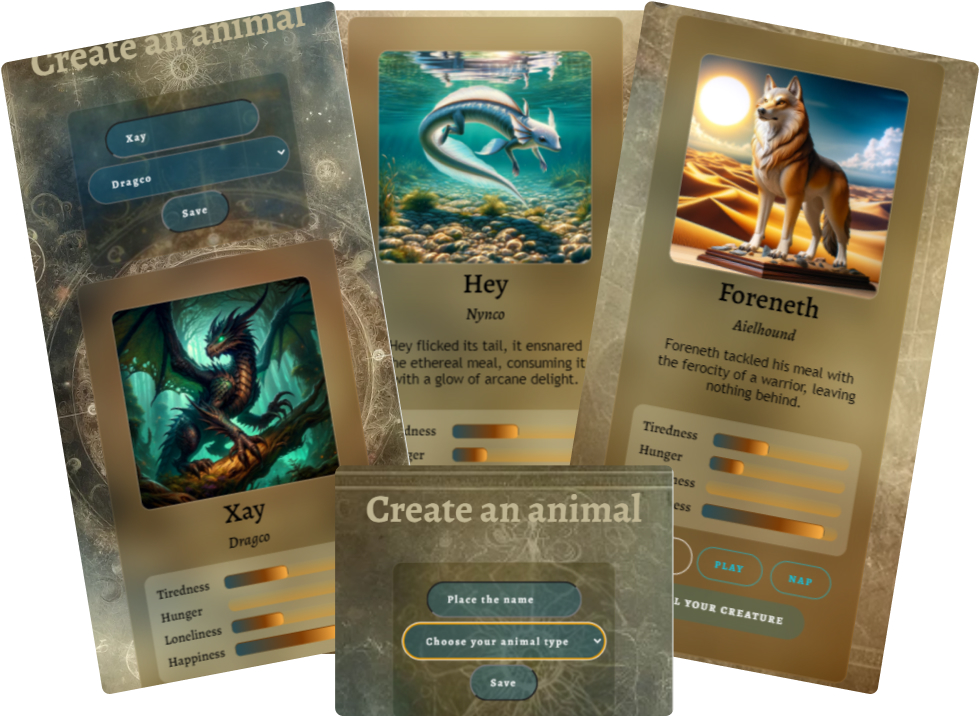 Create an animal
Xay
Dragco
Save
Xay
Dragco
Tiredness
Hunger
Loneliness
Happiness
Hey
Nynco
Hey flicked its tail, it ensnared
ethereal meal, consuming it
with a glow of arcane delight.
Foreneth
Aielhound
Foreneth tackled his meal with
the ferocity of a warrior, leaving
nothing behind.
Tiredness
Hunger
PLAY
NAP
YOUR CREATURE
Create an animal
Place the name
Choose your animal type
Save